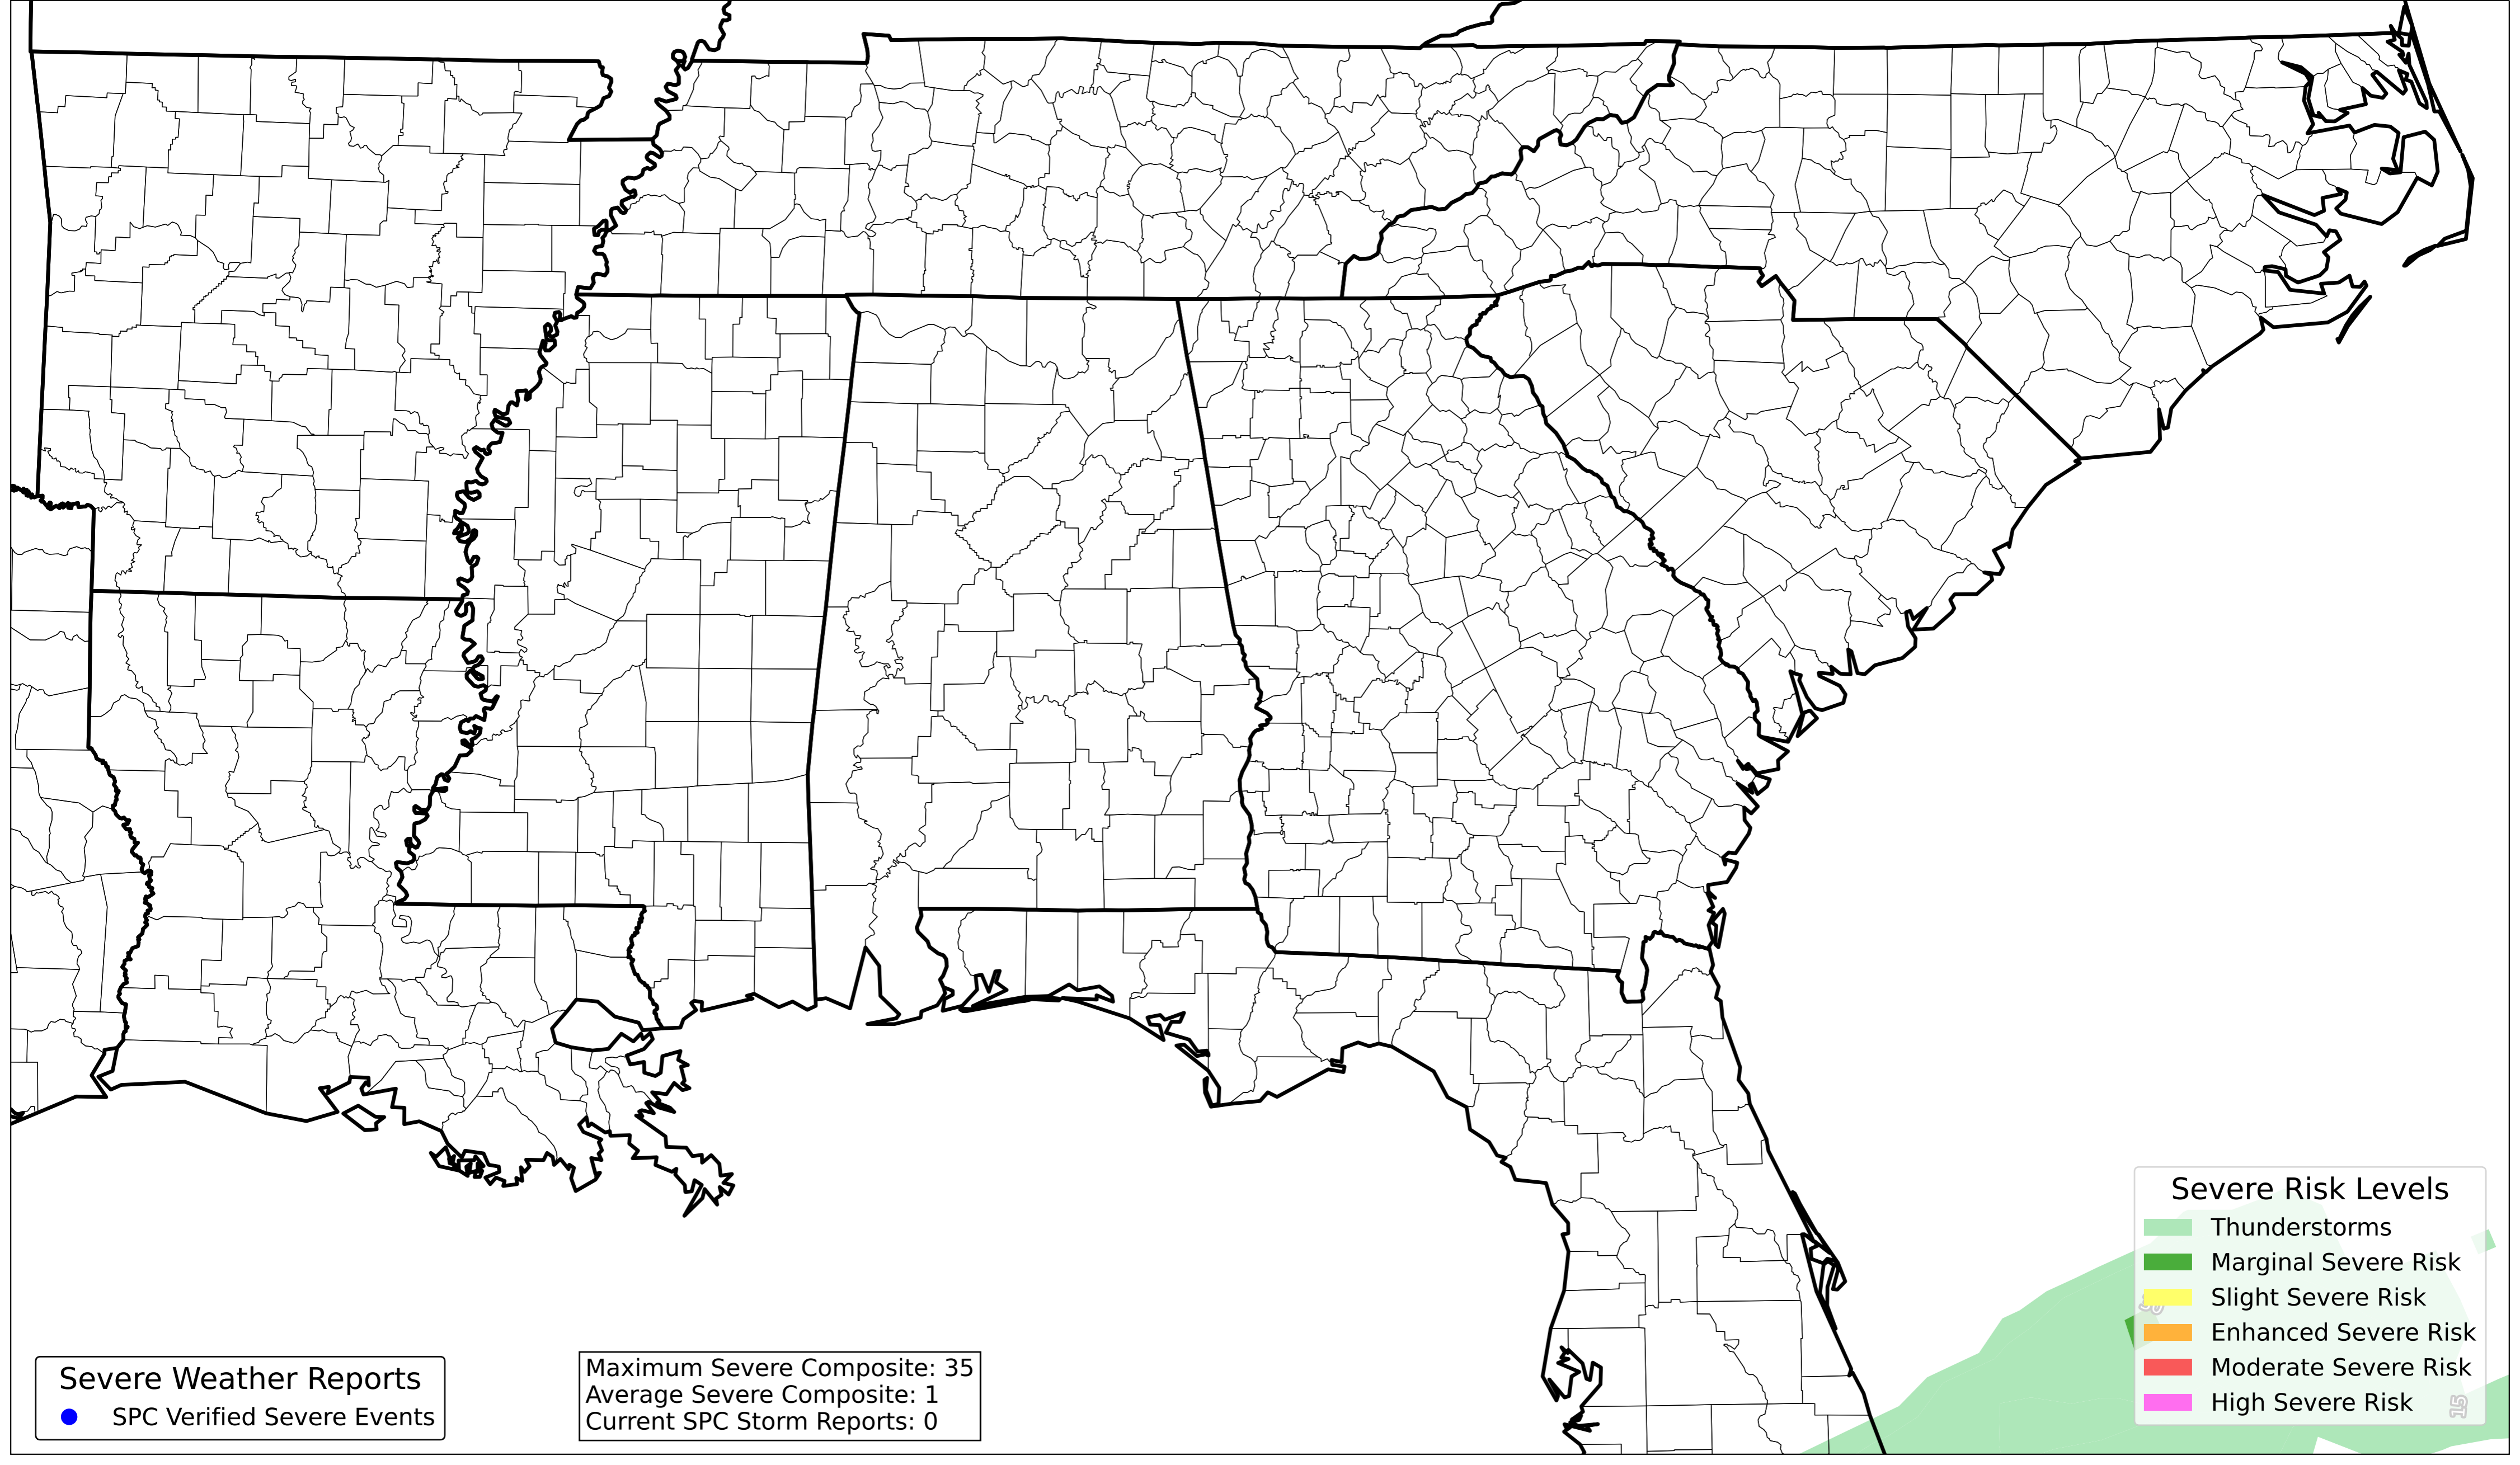 Severe Risk Levels
Thunderstorms
Marginal Severe Risk
Slight Severe Risk
Enhanced Severe Risk
Moderate Severe Risk
High Severe Risk
15
Severe Weather Reports
SPC Verified Severe Events
Maximum Severe Composite: 35
Average Severe Composite: 1
Current SPC Storm Reports: 0